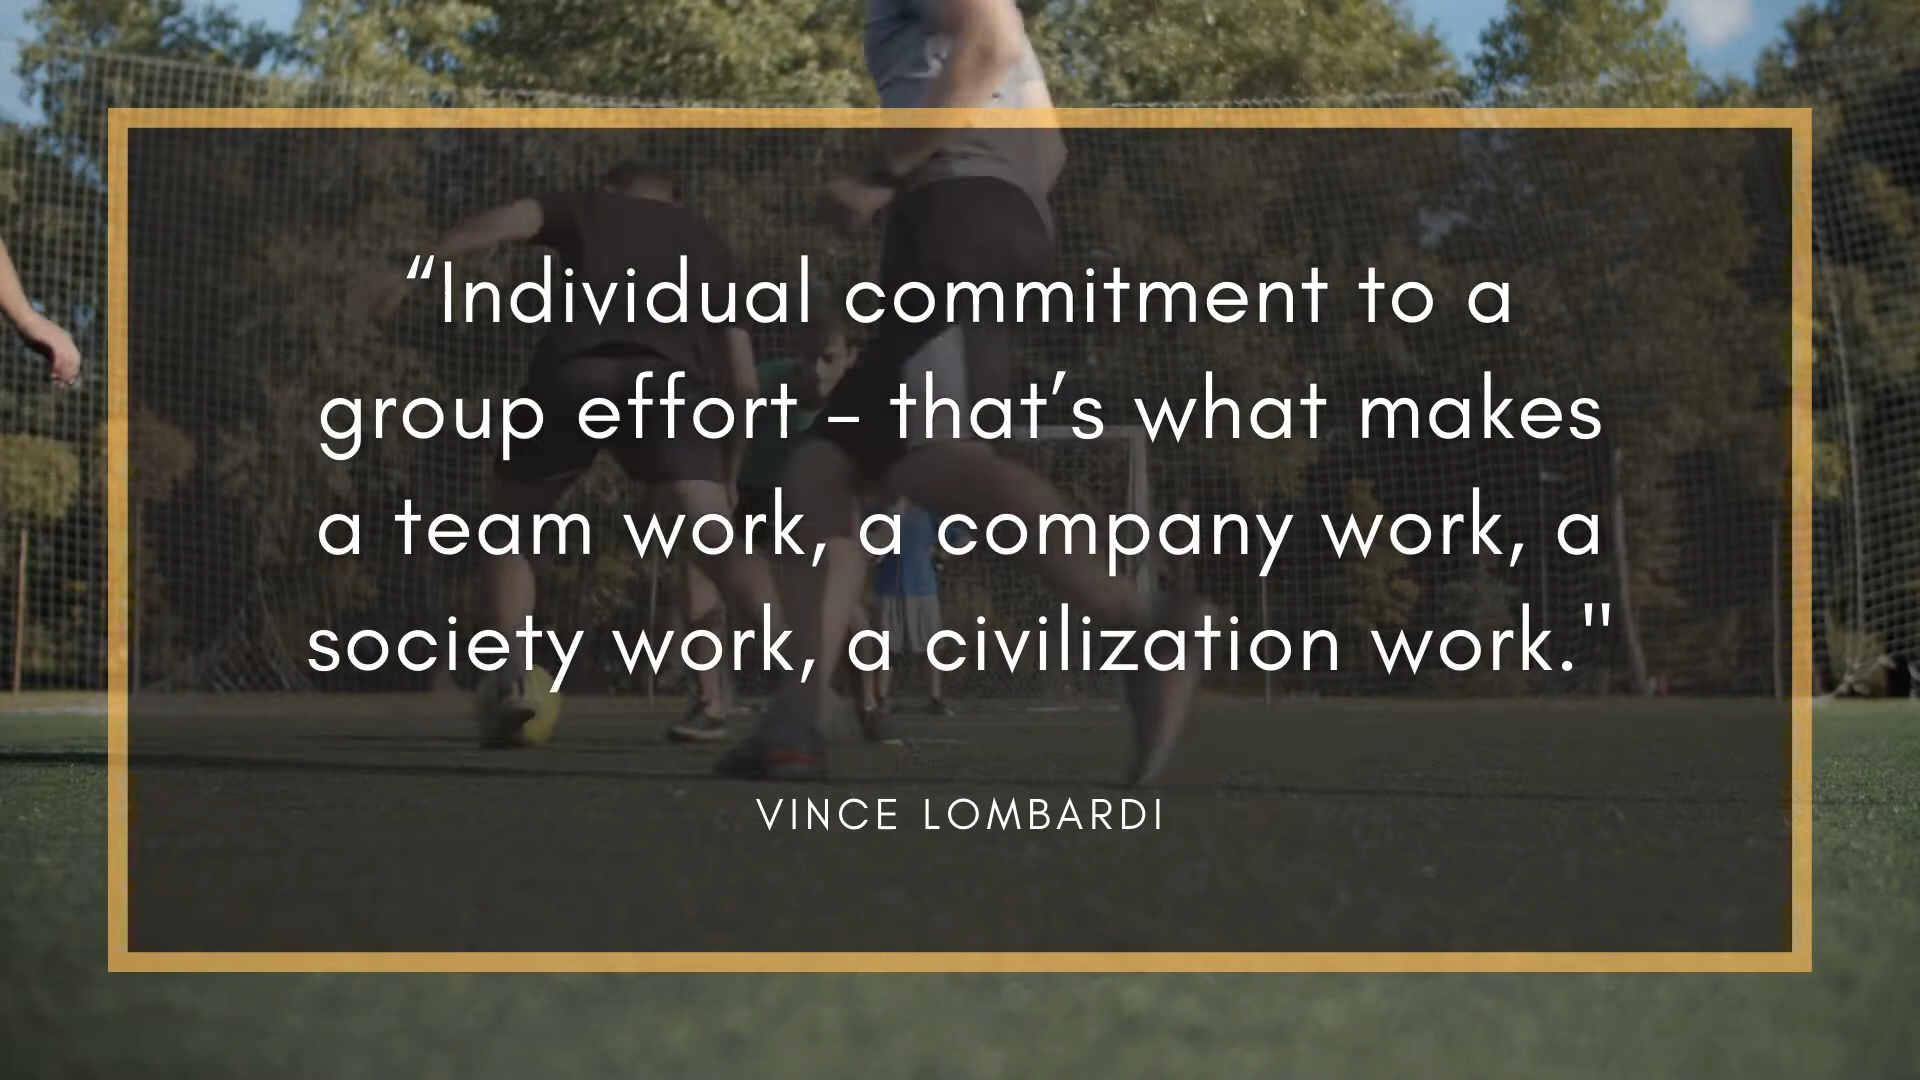 “Individual commitment to a
group effort – that’s what makes
a team work, a company work, a
society work, a civilization work."
VINCE LOMBARDI